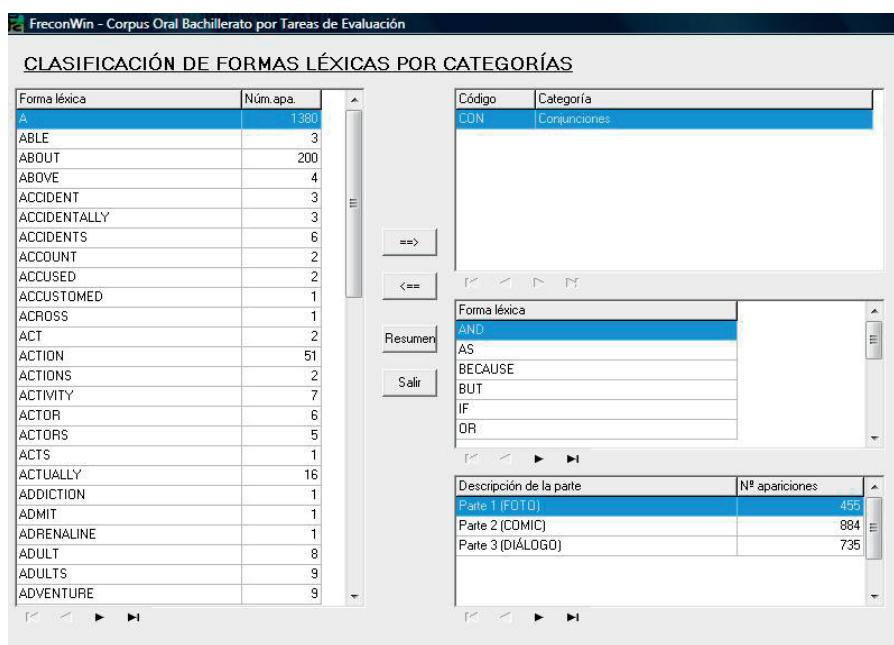 FreconWin - Corpus Oral Bachillerato por Tareas de Evaluación
CLASIFICACIÓN DE FORMAS LÉXICAS POR CATEGORÍAS
Forma léxica Núm.apa.
A 1380
ABLE 3
ABOUT 200
ABOVE 4
ACCIDENT 3
ACCIDENTALLY 3
ACCIDENTS 6
ACCOUNT 2
ACCUSED 2
ACCUSTOMED 1
ACROSS 1
ACT 2
ACTION 51
ACTIONS 2
ACTIVITY 7
ACTOR 6
ACTORS 5
ACTS 1
ACTUALLY 16
ADDICTION 1
ADMIT 1
ADRENALINE 1
ADULT 8
ADULTS 9
ADVENTURE 9
==>
<==
Resumen
Salir
Código Categoría
CON Conjunciones
Forma léxica
AND
AS
BECAUSE
BUT
IF
OR
Descripción de la parte Nº apariciones
Parte 1 (FOTO) 455
Parte 2 (COMIC) 884
Parte 3 (DIÁLOGO) 735